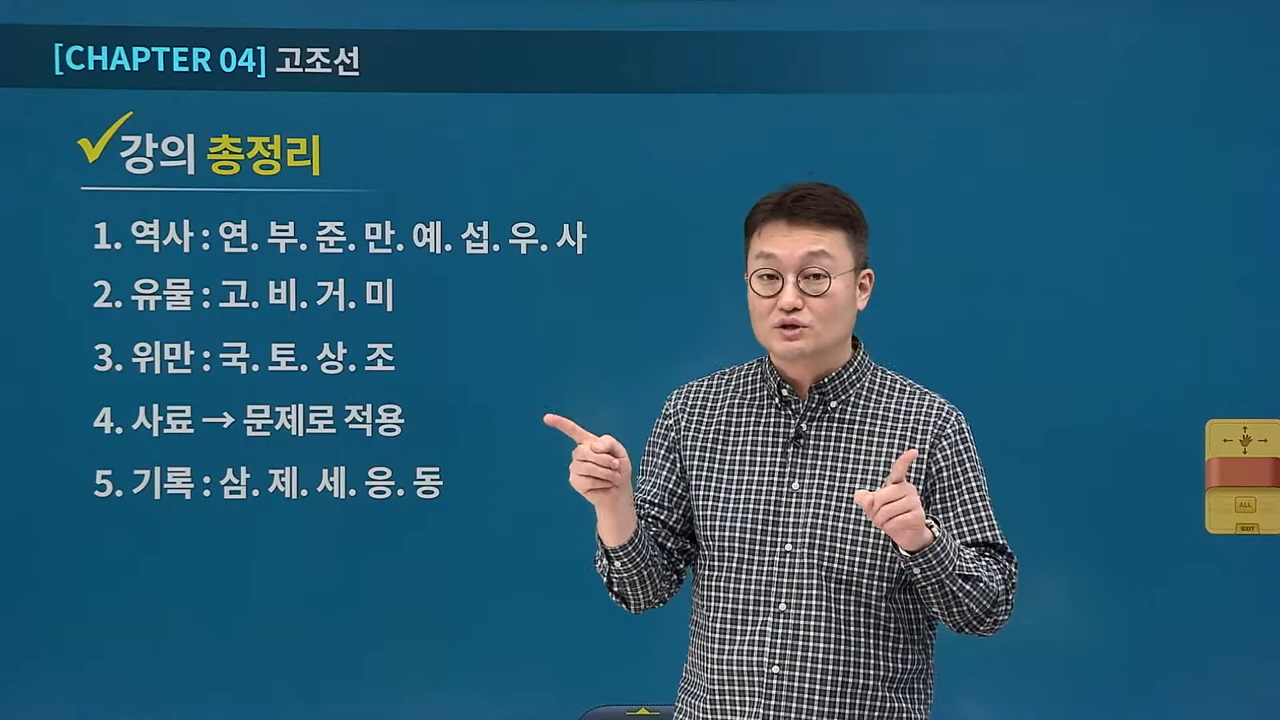 [CHAPTER 04] 고조선
강의 총정리
1. 역사 : 연. 부. 준. 만. 예. 섭. 우. 사
2. 유물 : 고. 비. 거. 미
3. 위만 : 국. 토. 상. 조
4. 사료 → 문제로 적용
5. 기록 : 삼. 제. 세. 응. 동
ALL
EXIT